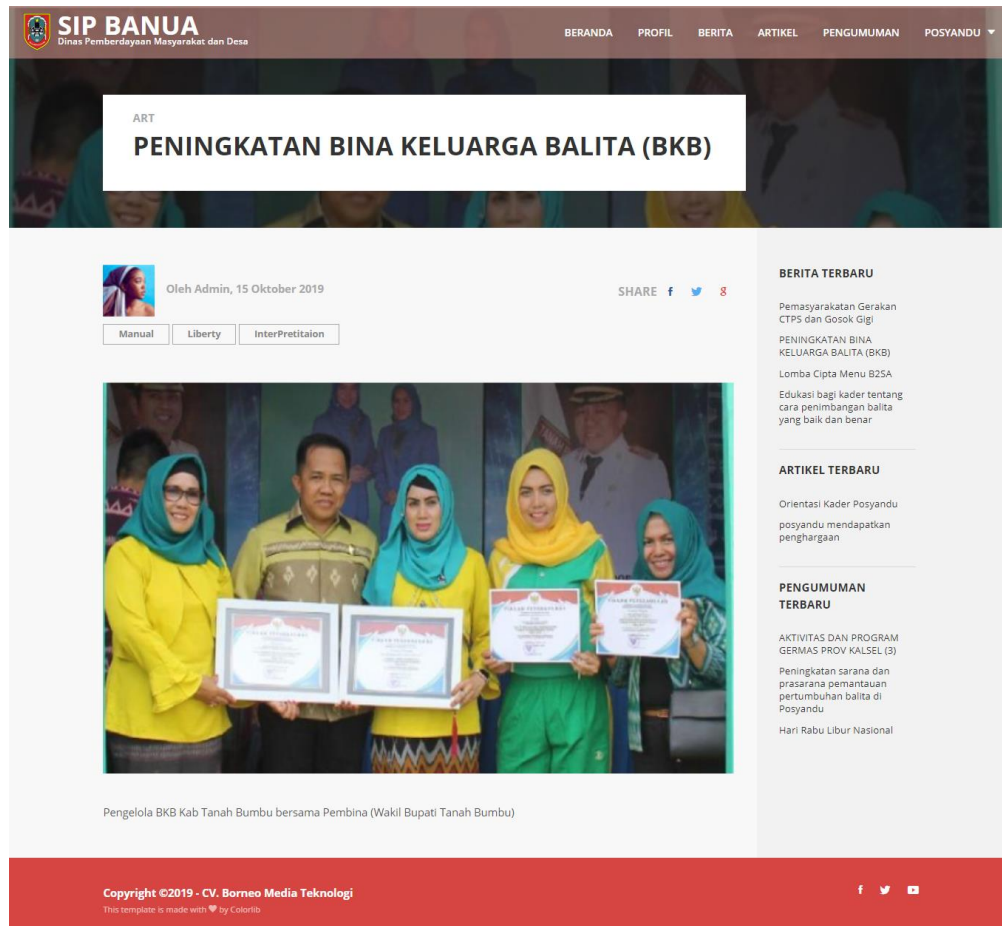 SIP BANUA
Dinas Pemberdayaan Masyarakat dan Desa
BERANDA PROFIL BERITA ARTIKEL PENGUMUMAN POSYANDU
ART
PENINGKATAN BINA KELUARGA BALITA (BKB)
Oleh Admin, 15 Oktober 2019
SHARE
Manual Liberty InterPretitaion
Pengelola BKB Kab Tanah Bumbu bersama Pembina (Wakil Bupati Tanah Bumbu)
BERITA TERBARU
Pemasyarakatan Gerakan
CTPS dan Gosok Gigi
PENINGKATAN BINA
KELUARGA BALITA (BKB)
Lomba Cipta Menu B2SA
Edukasi bagi kader tentang
cara penimbangan balita
yang baik dan benar
ARTIKEL TERBARU
Orientasi Kader Posyandu
posyandu mendapatkan
penghargaan
PENGUMUMAN
TERBARU
AKTIVITAS DAN PROGRAM
GERMAS PROV KALSEL (3)
Peningkatan sarana dan
prasarana pemantauan
pertumbuhan balita di
Posyandu
Hari Rabu Libur Nasional
Copyright ©2019 - CV. Borneo Media Teknologi
This template is made with ❤ by Colorlib